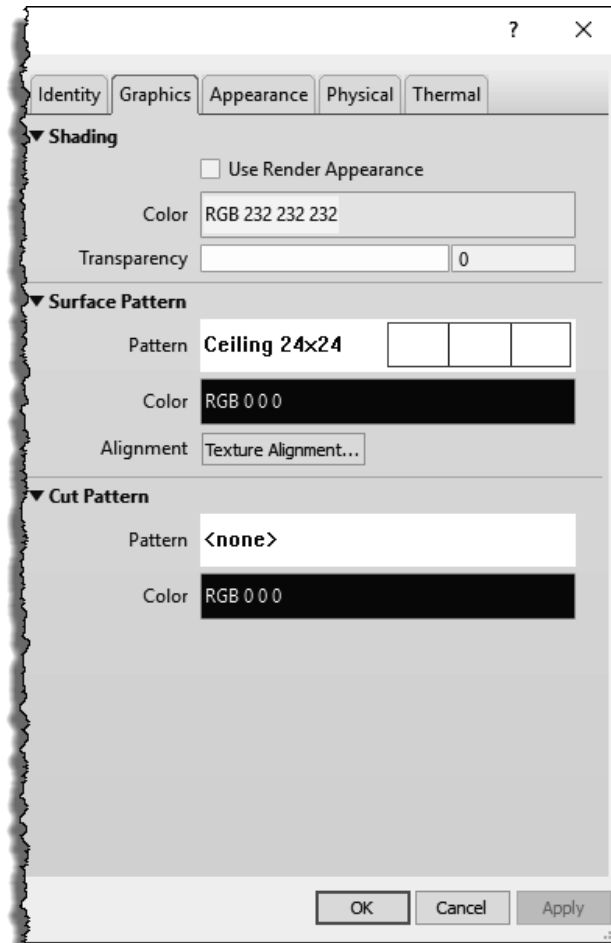 ?
Identity Graphics Appearance Physical Thermal
Shading
Use Render Appearance
Color RGB 232 232 232
Transparency 0
Surface Pattern
Pattern Ceiling 24x24
Color RGB 0 0 0
Alignment Texture Alignment...
Cut Pattern
Pattern <none>
Color RGB 0 0 0
OK Cancel Apply